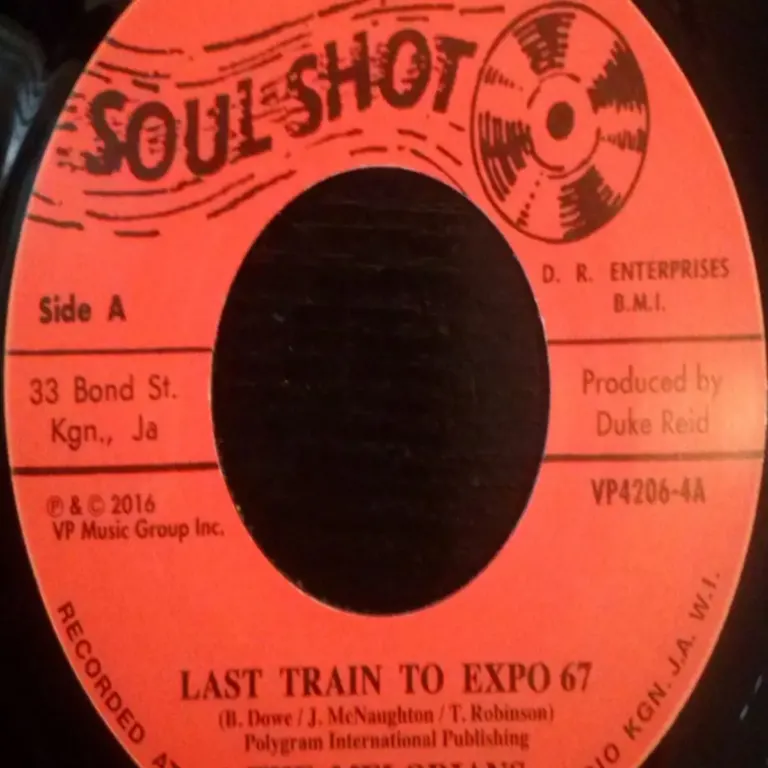 SOUL SHOT
D. R. ENTERPRISES
B.M.I.
Side A
33 Bond St.
Kgn., Ja
Produced by
Duke Reid
VP4206-4A
℗ & © 2016
VP Music Group Inc.
LAST TRAIN TO EXPO 67
(B. Dowe / J. McNaughton / T. Robinson)
Polygram International Publishing
RECORDED AT
KGN. J.A. W.I.